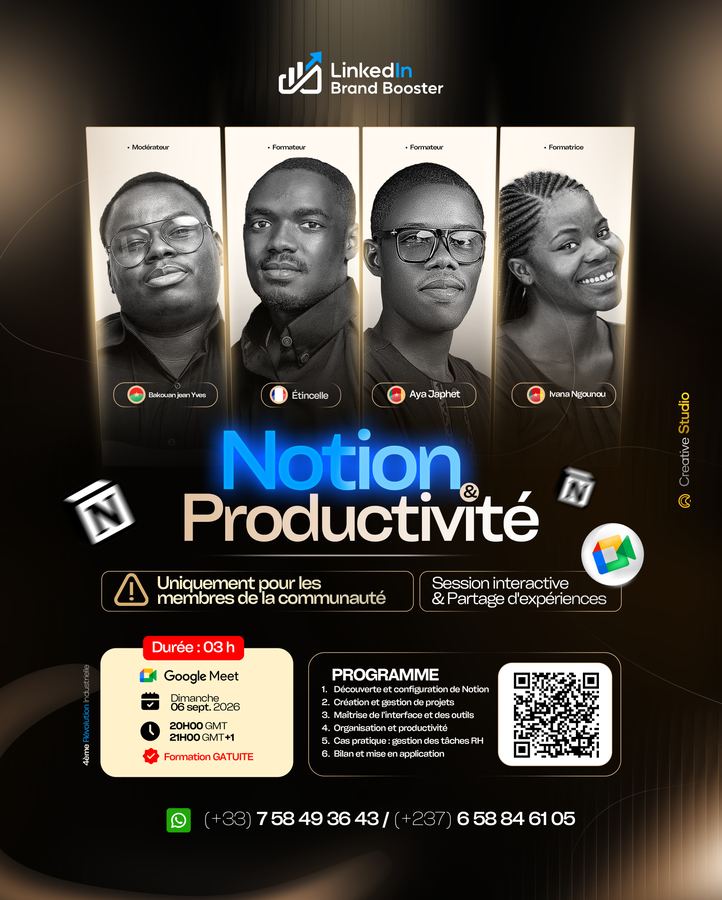 LinkedIn
Brand Booster
• Modérateur
• Formateur
• Formateur
• Formatrice
Bakouan jean Yves
Étincelle
Aya Japhet
Ivana Ngounou
Creative Studio
Notion
&
Productivité
Uniquement pour les
membres de la communauté
Session interactive
& Partage d'expériences
Durée : 03 h
Google Meet
Dimanche
06 sept. 2026
20H00 GMT
21H00 GMT+1
Formation GATUITE
4ème Révolution Industrielle
PROGRAMME
1. Découverte et configuration de Notion
2. Création et gestion de projets
3. Maîtrise de l'interface et des outils
4. Organisation et productivité
5. Cas pratique : gestion des tâches RH
6. Bilan et mise en application
(+33) 7 58 49 36 43 / (+237) 6 58 84 61 05